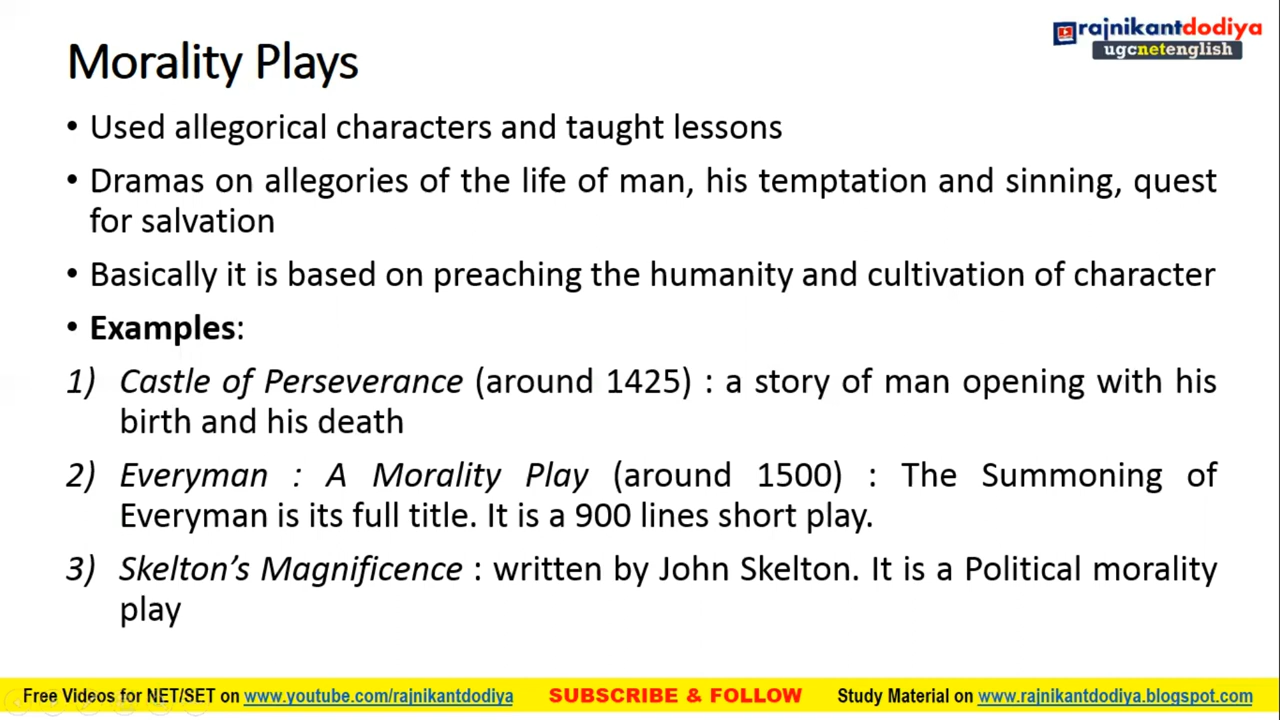 rajnikantdodiya
ugcnetenglish
Morality Plays
• Used allegorical characters and taught lessons
• Dramas on allegories of the life of man, his temptation and sinning, quest
for salvation
• Basically it is based on preaching the humanity and cultivation of character
• Examples:
1) Castle of Perseverance (around 1425) : a story of man opening with his
birth and his death
2) Everyman : A Morality Play (around 1500) : The Summoning of
Everyman is its full title. It is a 900 lines short play.
3) Skelton’s Magnificence : written by John Skelton. It is a Political morality
play
Free Videos for NET/SET on www.youtube.com/rajnikantdodiya SUBSCRIBE & FOLLOW Study Material on www.rajnikantdodiya.blogspot.com